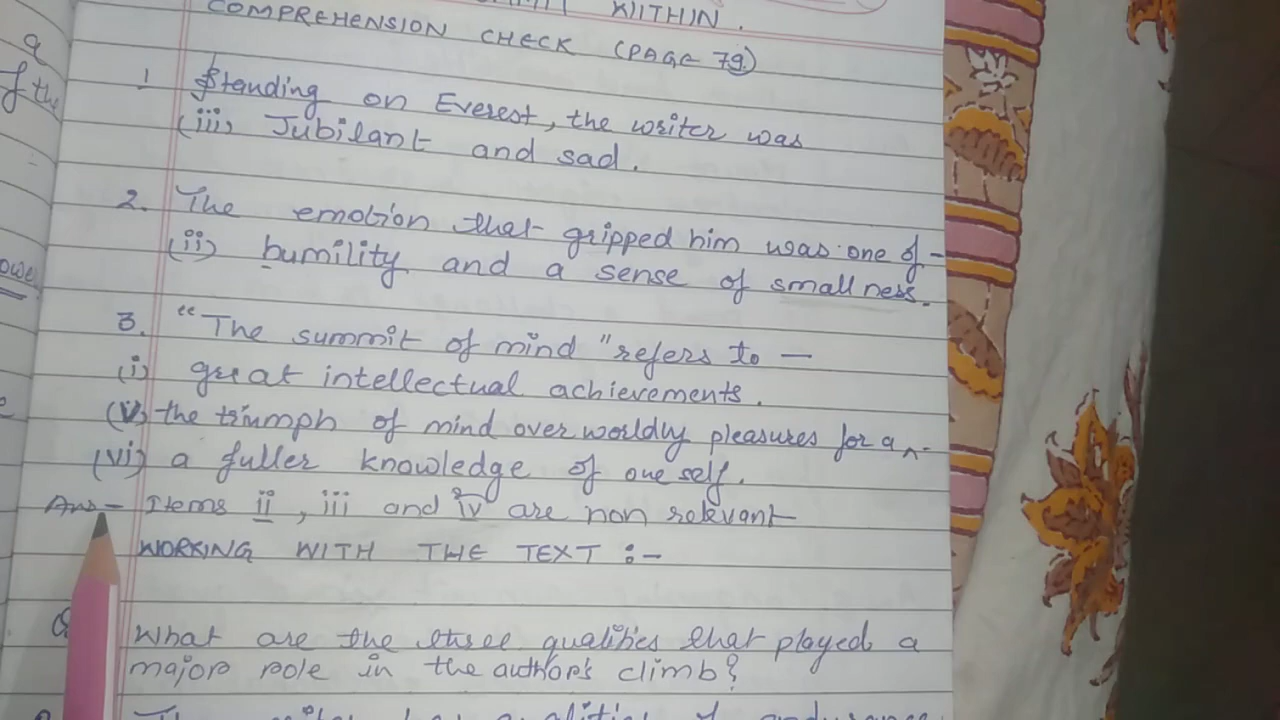 WITHIN.
COMPREHENSION CHECK (PAGE 79)
1 Standing on Everest, the writer was
(iii) Jubilant and sad.
2. The emotion that gripped him was one of -
(ii) humility and a sense of smallness.
3. "The summit of mind" refers to —
(i) great intellectual achievements.
(v) the triumph of mind over worldly pleasures for a
(vi) a fuller knowledge of oneself.
Ans- Items ii, iii and iv are non relevant
WORKING WITH THE TEXT :-
What are the three qualities that played a
major role in the author's climb?